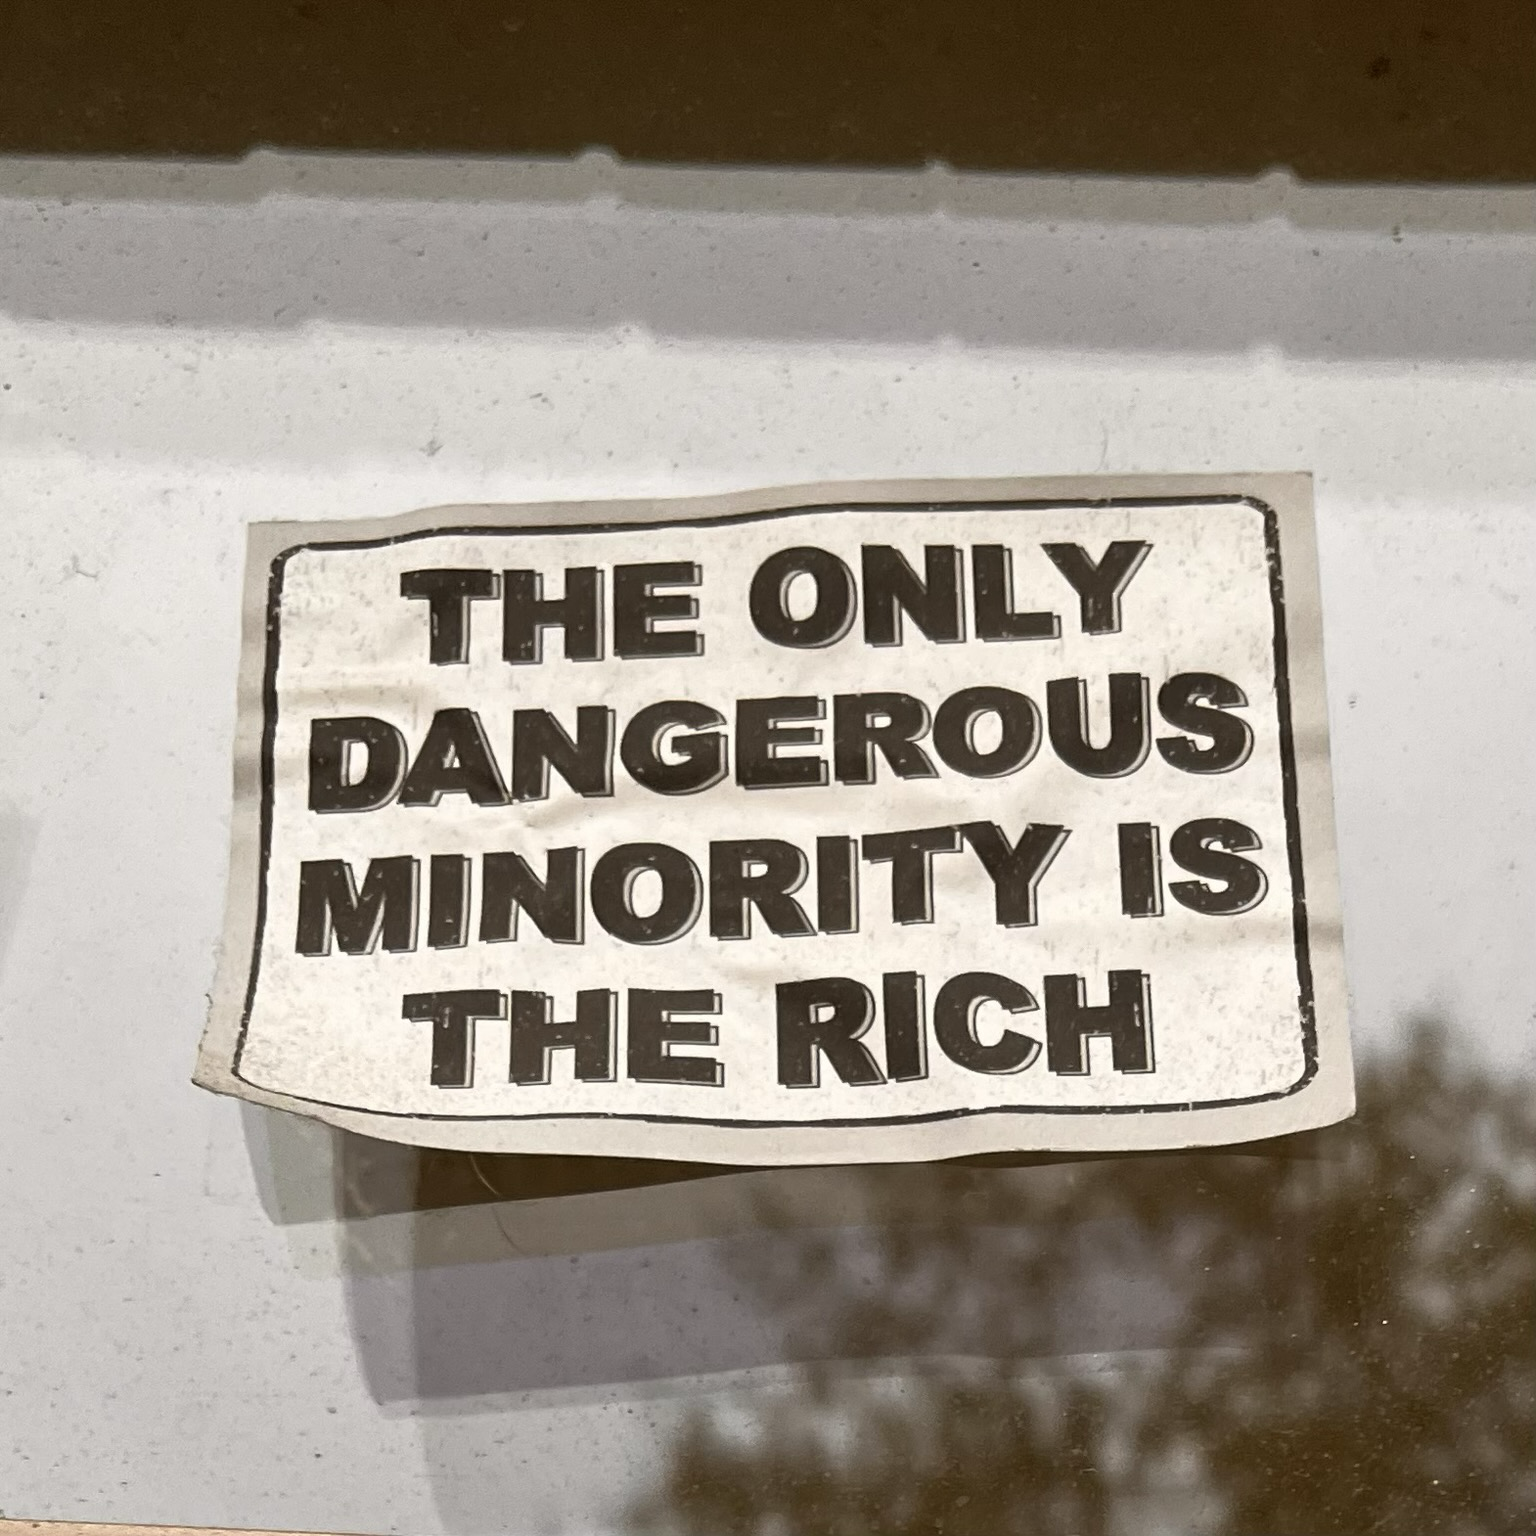 THE ONLY
DANGEROUS
MINORITY IS
THE RICH